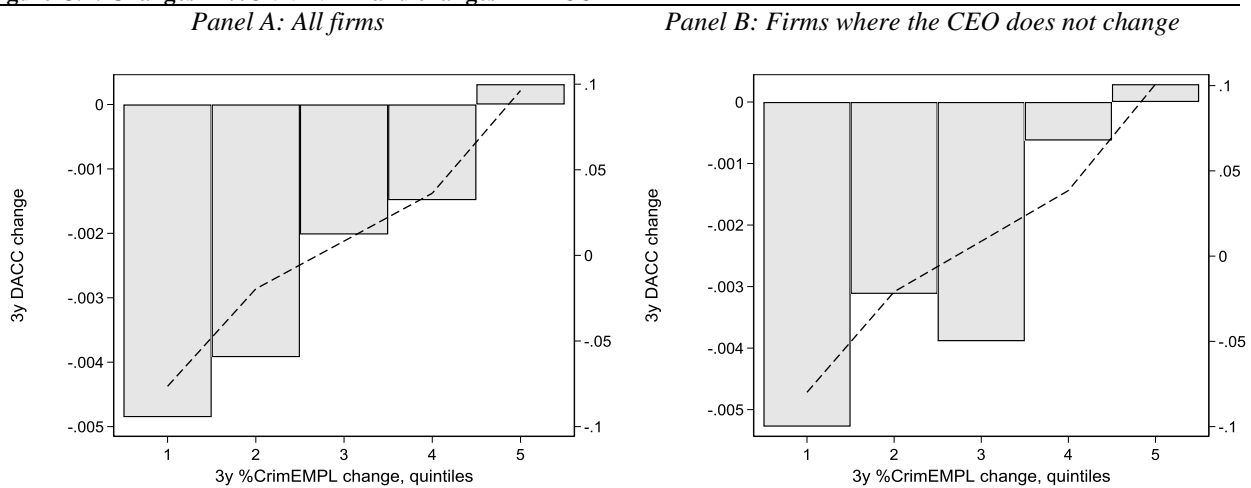 Panel A: All firms
Panel B: Firms where the CEO does not change
3y DACC change
0
-.001
-.002
-.003
-.004
-.005
.1
.05
0
-.05
-.1
1 2 3 4 5
3y %CrimEMPL change, quintiles
3y DACC change
0
-.001
-.002
-.003
-.004
-.005
.1
.05
0
-.05
-.1
1 2 3 4 5
3y %CrimEMPL change, quintiles